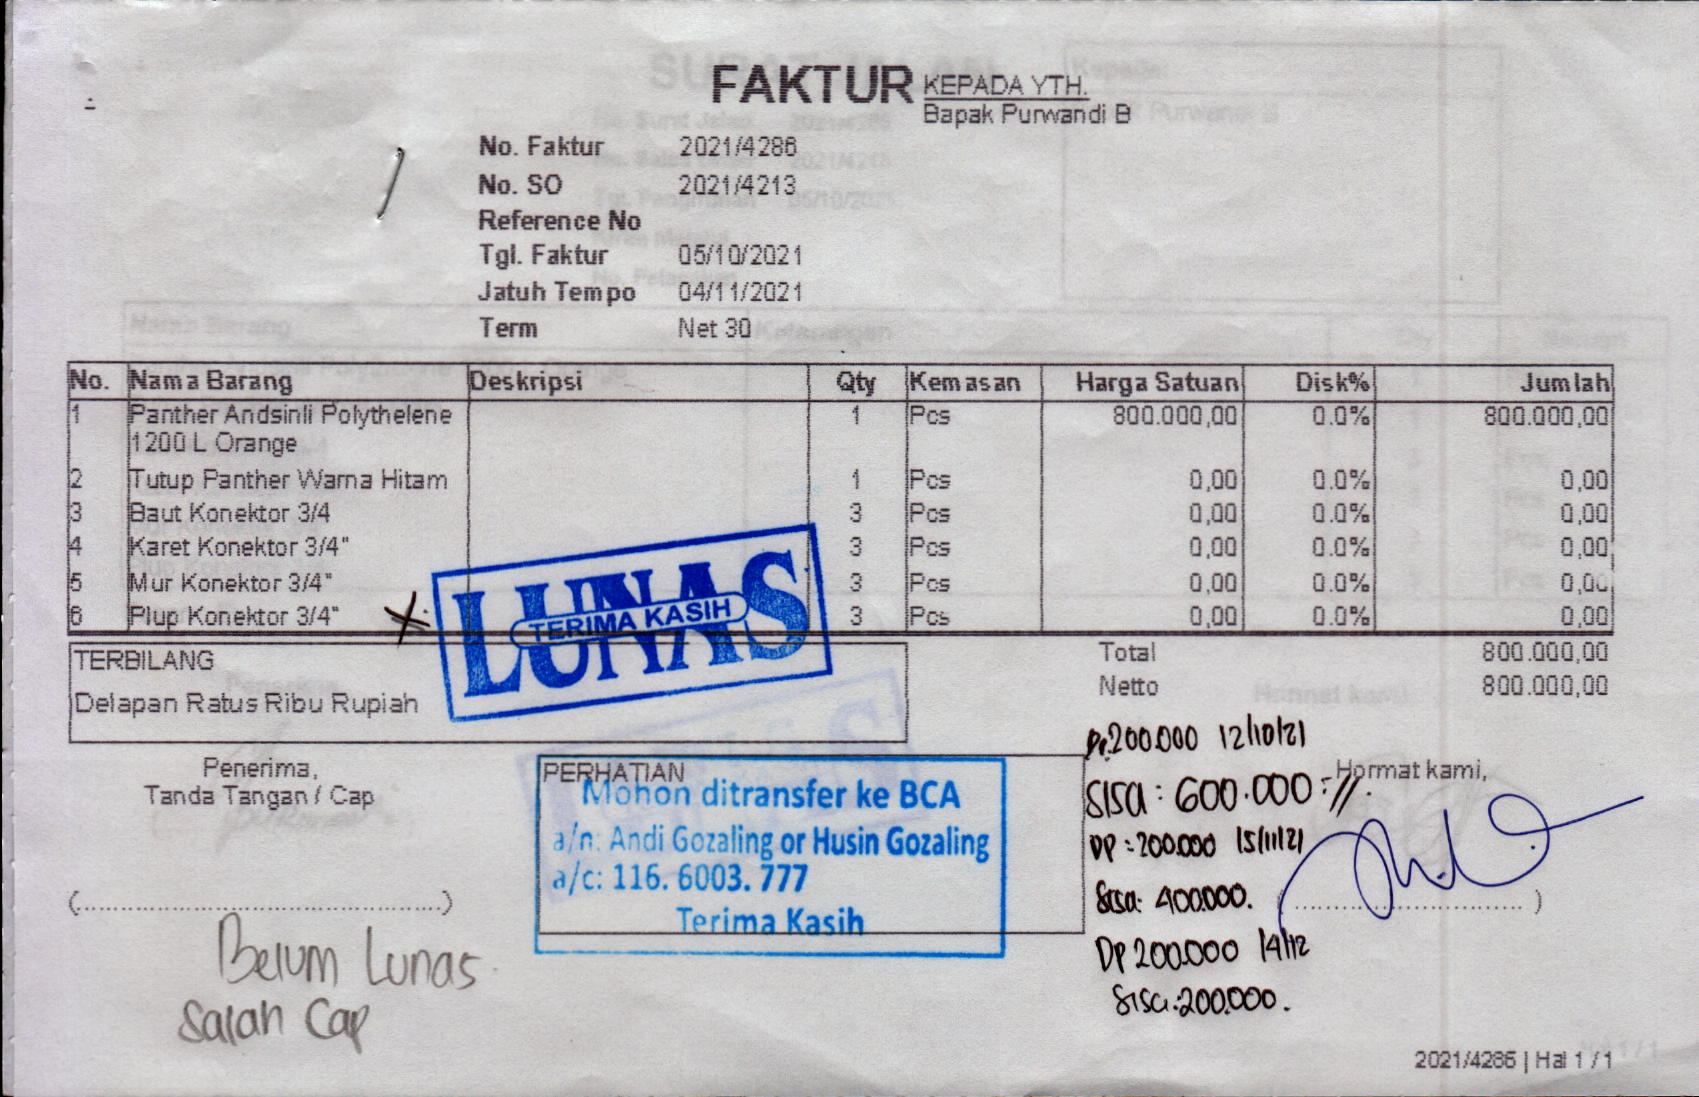 FAKTUR
KEPADA YTH.
Bapak Purwandi B
No. Faktur 2021/4286
No. SO 2021/4213
Reference No
Tgl. Faktur 05/10/2021
Jatuh Tempo 04/11/2021
Term Net 30
No. Nama Barang Deskripsi Qty Kemasan Harga Satuan Disk% Jumlah
1 Panther Andsinli Polythelene 1 Pcs 800.000,00 0.0% 800.000,00
1200 L Orange
2 Tutup Panther Warna Hitam 1 Pcs 0,00 0.0% 0,00
3 Baut Konektor 3/4 3 Pcs 0,00 0.0% 0,00
4 Karet Konektor 3/4" 3 Pcs 0,00 0.0% 0,00
5 Mur Konektor 3/4" 3 Pcs 0,00 0.0% 0,00
6 Plup Konektor 3/4" 3 Pcs 0,00 0.0% 0,00
LUNAS
TERIMA KASIH
TERBILANG
Delapan Ratus Ribu Rupiah
Total 800.000,00
Netto 800.000,00
Dp.200.000 12/10/21
SISA : 600.000
DP : 200.000 15/11/21
Sisa: 400.000.
Dp 200.000 14/12
Sisa:200.000.
Penerima,
Tanda Tangan / Cap
(................................................)
PERHATIAN
Mohon ditransfer ke BCA
a/n: Andi Gozaling or Husin Gozaling
a/c: 116. 6003. 777
Terima Kasih
Hormat kami,
(................................................)
Belum Lunas
Salah Cap
2021/4286 | Hal 1 / 1